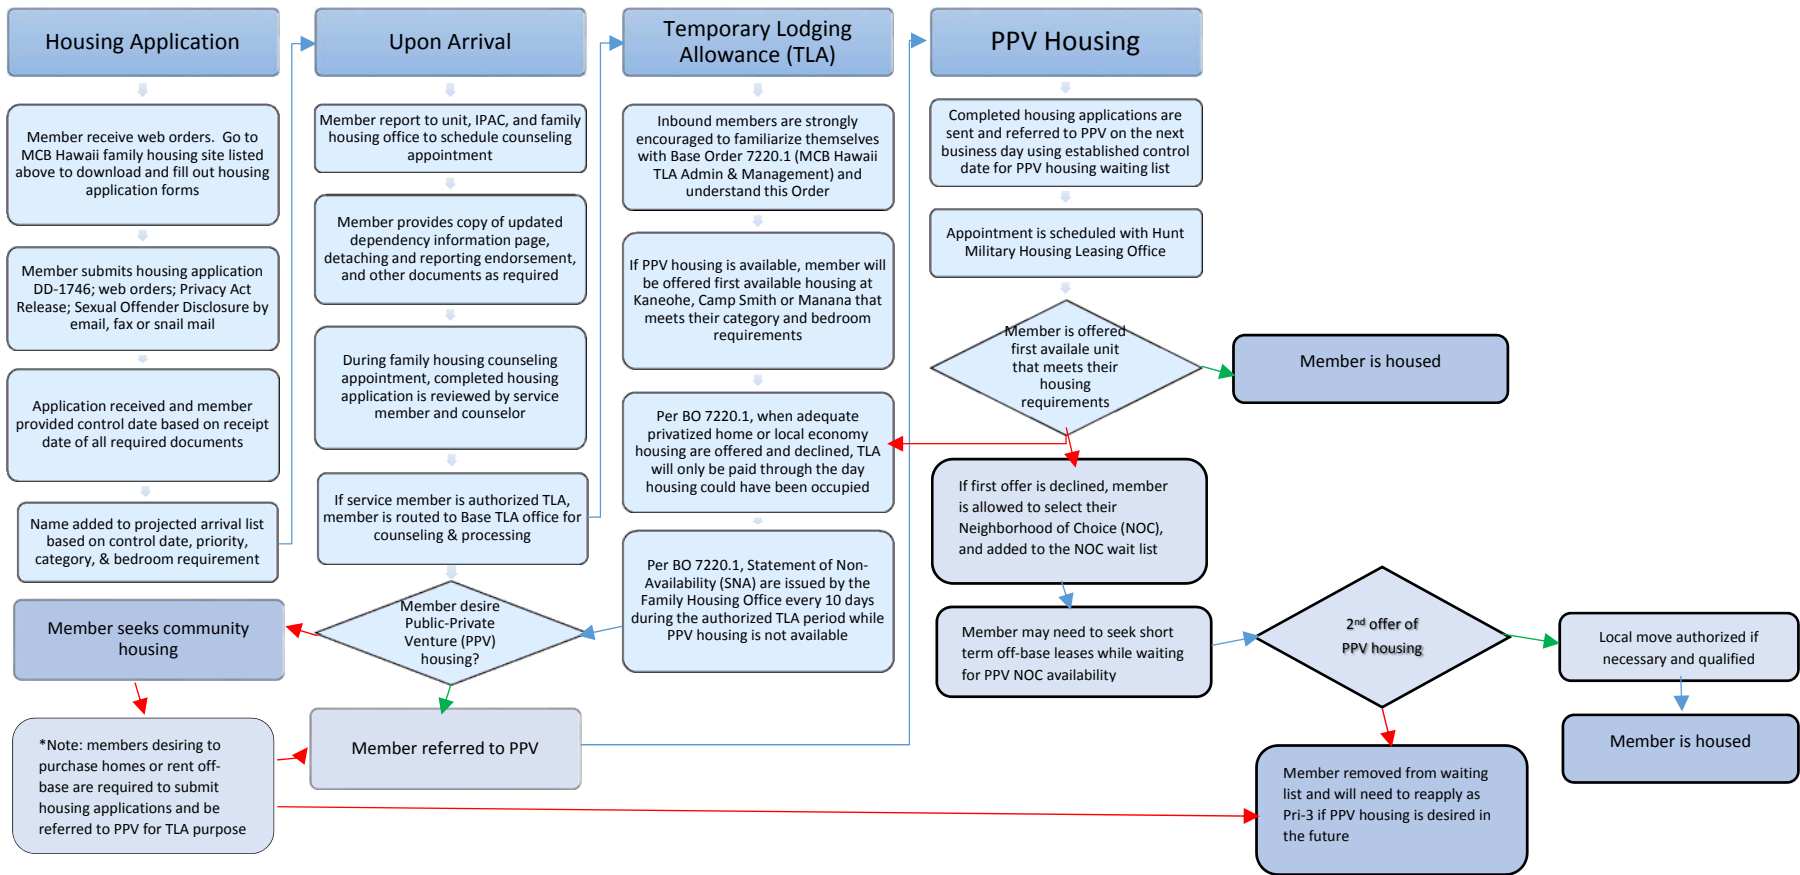 Housing Application
Member receive web orders.  Go to
MCB Hawaii family housing site listed
above to download and fill out housing
application forms
Member submits housing application
DD-1746; web orders; Privacy Act
Release; Sexual Offender Disclosure by
email, fax or snail mail
Application received and member
provided control date based on receipt
date of all required documents
Name added to projected arrival list
based on control date, priority,
category, & bedroom requirement
Member seeks community
housing
*Note: members desiring to
purchase homes or rent off-
base are required to submit
housing applications and be
referred to PPV for TLA purpose
Upon Arrival
Member report to unit, IPAC, and family
housing office to schedule counseling
appointment
Member provides copy of updated
dependency information page,
detaching and reporting endorsement,
and other documents as required
During family housing counseling
appointment, completed housing
application is reviewed by service
member and counselor
If service member is authorized TLA,
member is routed to Base TLA office for
counseling & processing
Member desire
Public-Private
Venture (PPV)
housing?
Member referred to PPV
Temporary Lodging
Allowance (TLA)
Inbound members are strongly
encouraged to familiarize themselves
with Base Order 7220.1 (MCB Hawaii
TLA Admin & Management) and
understand this Order
If PPV housing is available, member will
be offered first available housing at
Kaneohe, Camp Smith or Manana that
meets their category and bedroom
requirements
Per BO 7220.1, when adequate
privatized home or local economy
housing are offered and declined, TLA
will only be paid through the day
housing could have been occupied
Per BO 7220.1, Statement of Non-
Availability (SNA) are issued by the
Family Housing Office every 10 days
during the authorized TLA period while
PPV housing is not available
PPV Housing
Completed housing applications are
sent and referred to PPV on the next
business day using established control
date for PPV housing waiting list
Appointment is scheduled with Hunt
Military Housing Leasing Office
Member is offered
first availale unit
that meets their
housing
requirements
Member is housed
If first offer is declined, member
is allowed to select their
Neighborhood of Choice (NOC),
and added to the NOC wait list
Member may need to seek short
term off-base leases while waiting
for PPV NOC availability
2nd offer of
PPV housing
Local move authorized if
necessary and qualified
Member is housed
Member removed from waiting
list and will need to reapply as
Pri-3 if PPV housing is desired in
the future